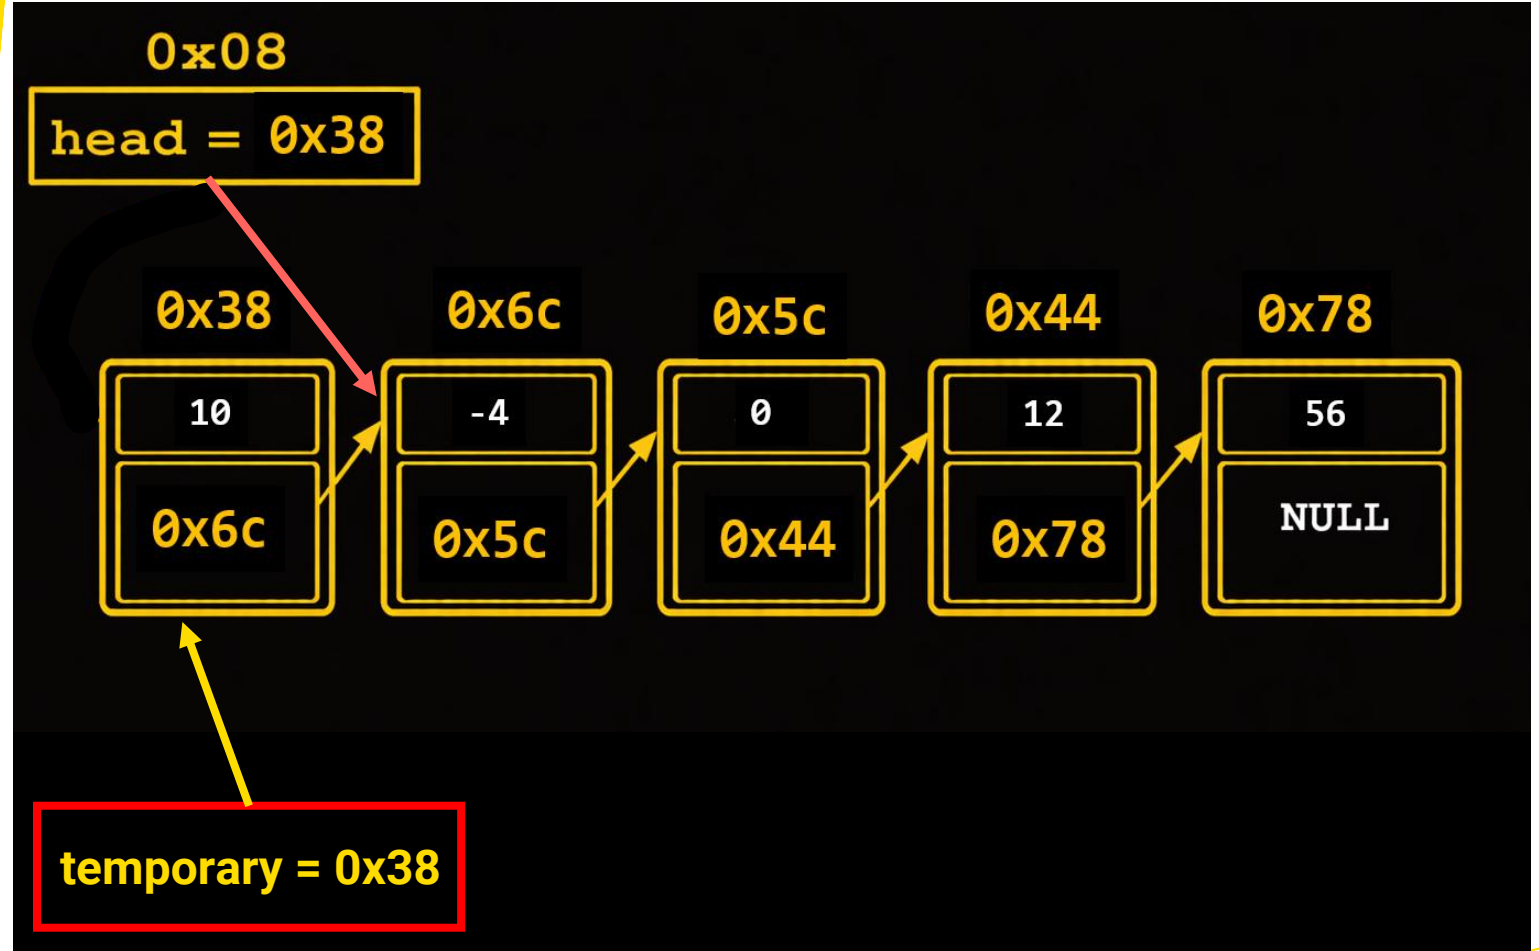 0x08
head = 0x38
0x38 0x6c 0x5c 0x44 0x78
10 -4 0 12 56
0x6c 0x5c 0x44 0x78 NULL
temporary = 0x38